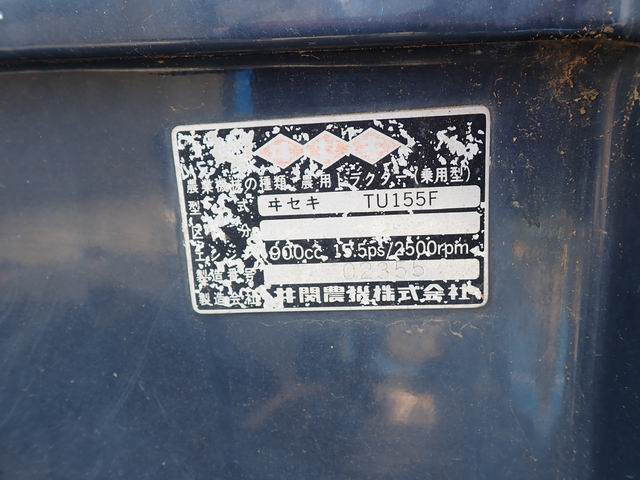 農業機械の種類 農用トラクター(乗用型)
型式 ヰセキ TU155F
区分
エンジン 900cc 15.5ps/2500rpm
製造番号 02355
製造会社 井関農機株式会社